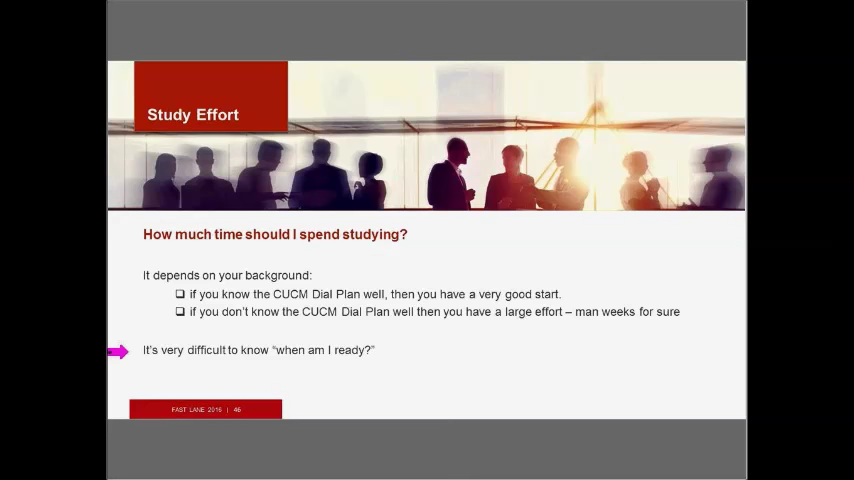 Study Effort
How much time should I spend studying?
It depends on your background:
❑ if you know the CUCM Dial Plan well, then you have a very good start.
❑ if you don't know the CUCM Dial Plan well then you have a large effort – man weeks for sure
It's very difficult to know “when am I ready?”
FAST LANE 2016 | 46